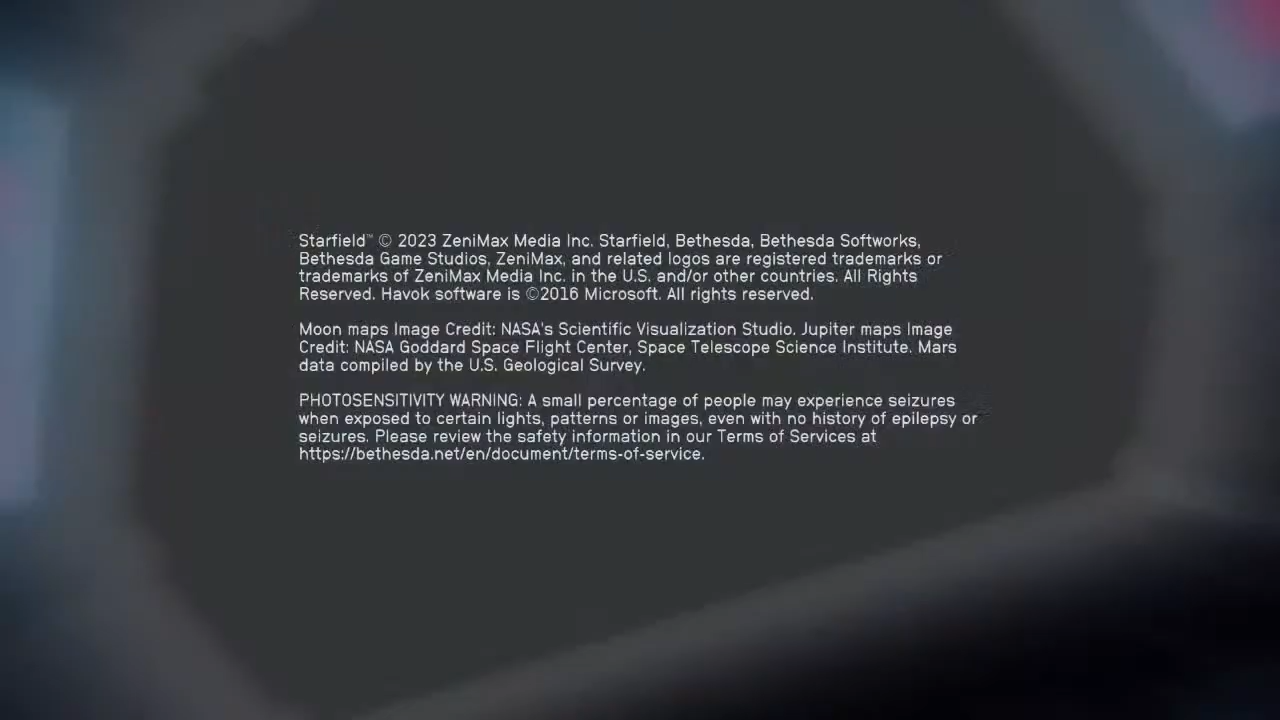 Starfield™ © 2023 ZeniMax Media Inc. Starfield, Bethesda, Bethesda Softworks,
Bethesda Game Studios, ZeniMax, and related logos are registered trademarks or
trademarks of ZeniMax Media Inc. in the U.S. and/or other countries. All Rights
Reserved. Havok software is ©2016 Microsoft. All rights reserved.
Moon maps Image Credit: NASA's Scientific Visualization Studio. Jupiter maps Image
Credit: NASA Goddard Space Flight Center, Space Telescope Science Institute. Mars
data compiled by the U.S. Geological Survey.
PHOTOSENSITIVITY WARNING: A small percentage of people may experience seizures
when exposed to certain lights, patterns or images, even with no history of epilepsy or
seizures. Please review the safety information in our Terms of Services at
https://bethesda.net/en/document/terms-of-service.